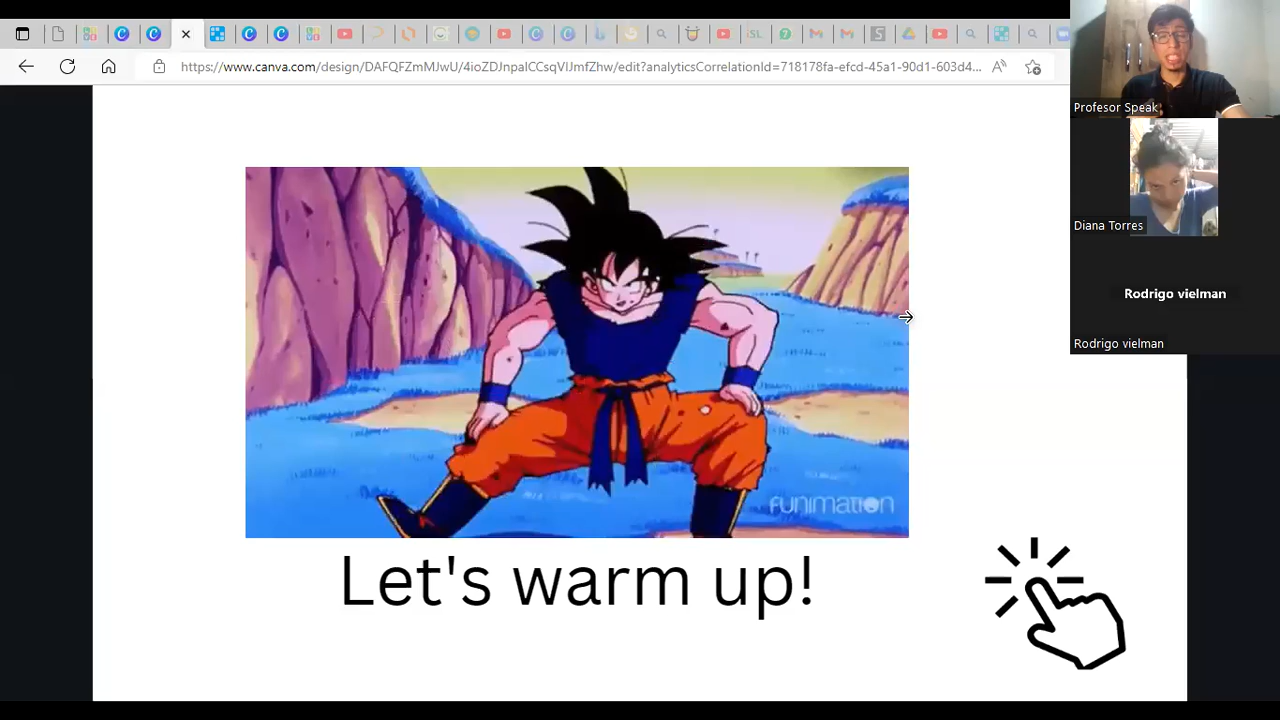 https://www.canva.com/design/DAFQFZmMJwU/4oZDJnpaICCsqViJmfZhw/edit?analyticsCorrelationId=718178fa-efcd-45a1-90d1-603d4...
Profesor Speak
Diana Torres
Rodrigo vielman
Rodrigo vielman
FUNIMATION
Let's warm up!